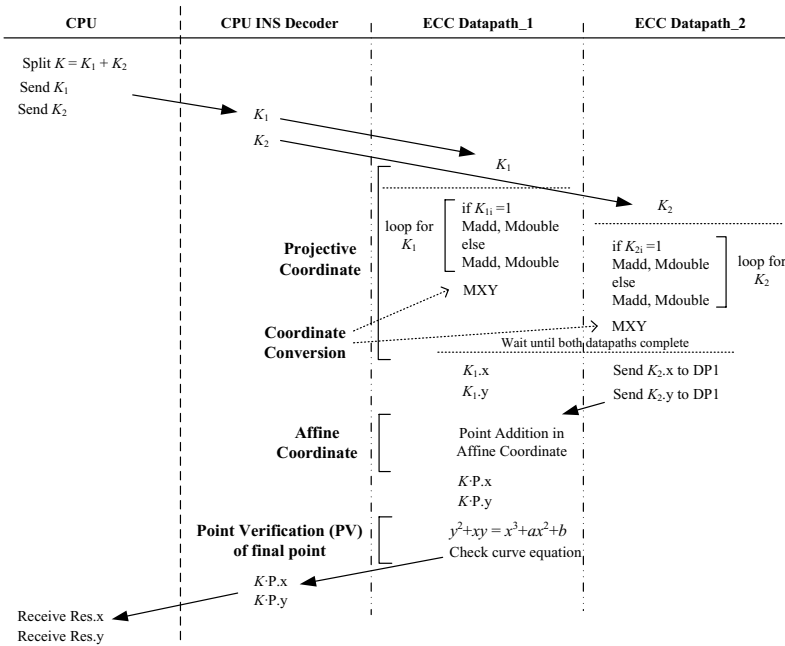 CPU
CPU INS Decoder
ECC Datapath_1
ECC Datapath_2
Split K = K1 + K2
Send K1
Send K2
K1
K2
K1
K2
Projective
Coordinate
loop for
K1
if K1i =1
Madd, Mdouble
else
Madd, Mdouble
MXY
if K2i =1
Madd, Mdouble
else
Madd, Mdouble
loop for
K2
MXY
Coordinate
Conversion
Wait until both datapaths complete
K1.x
K1.y
Send K2.x to DP1
Send K2.y to DP1
Affine
Coordinate
Point Addition in
Affine Coordinate
K·P.x
K·P.y
Point Verification (PV)
of final point
y²+xy = x³+ax²+b
Check curve equation
K·P.x
K·P.y
Receive Res.x
Receive Res.y